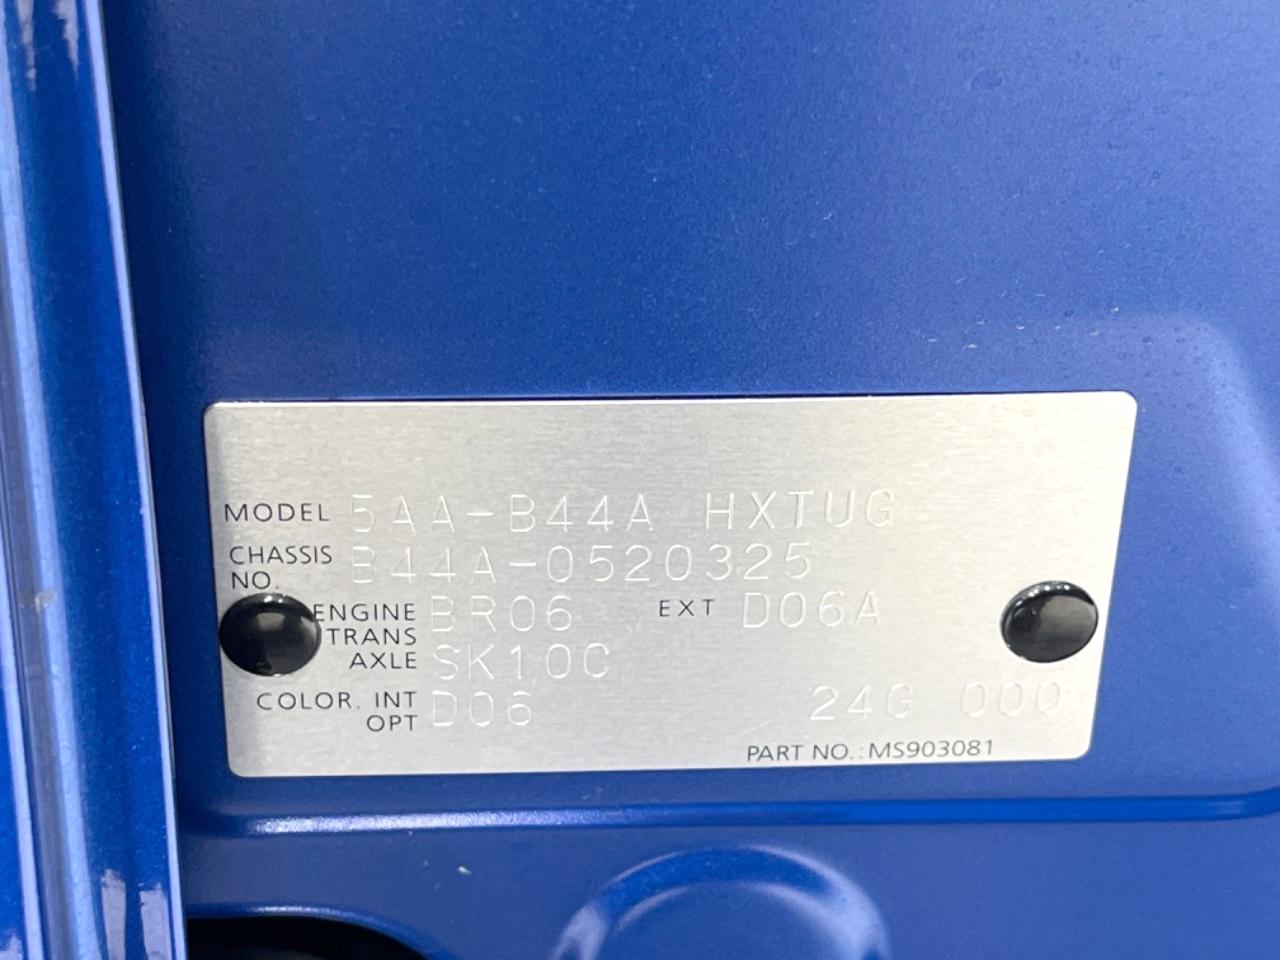 MODEL 5AA-B44A HXTUG
CHASSIS NO. B44A-0520325
ENGINE BR06 EXT D06A
TRANS AXLE SK10C
COLOR. INT OPT D06 24G 000
PART NO.:MS903081